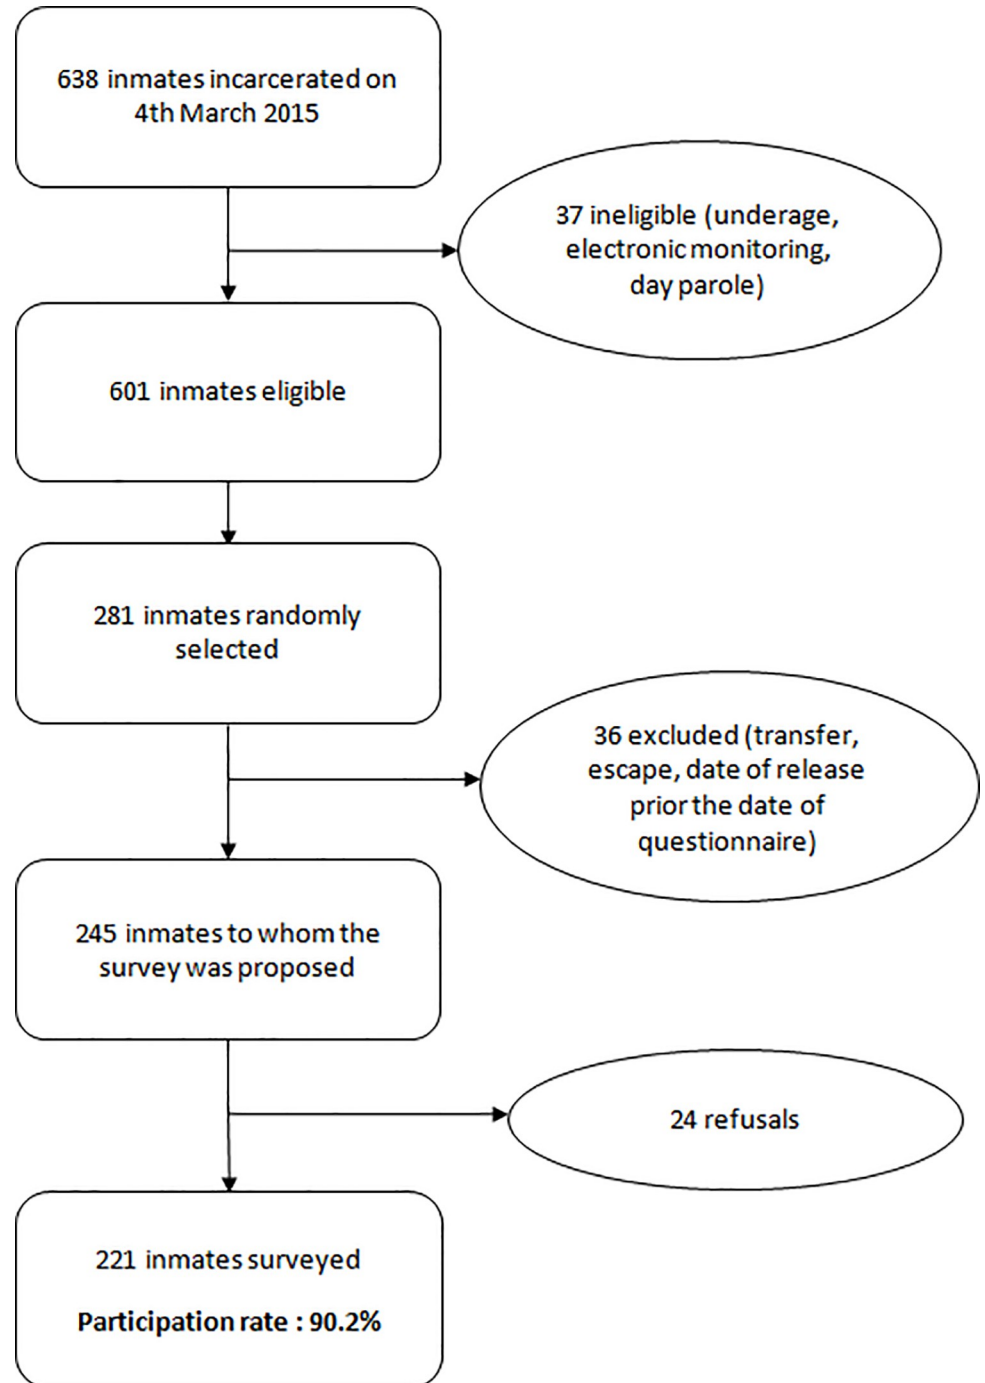 638 inmates incarcerated on
4th March 2015
37 ineligible (underage,
electronic monitoring,
day parole)
601 inmates eligible
281 inmates randomly
selected
36 excluded (transfer,
escape, date of release
prior the date of
questionnaire)
245 inmates to whom the
survey was proposed
24 refusals
221 inmates surveyed
Participation rate : 90.2%